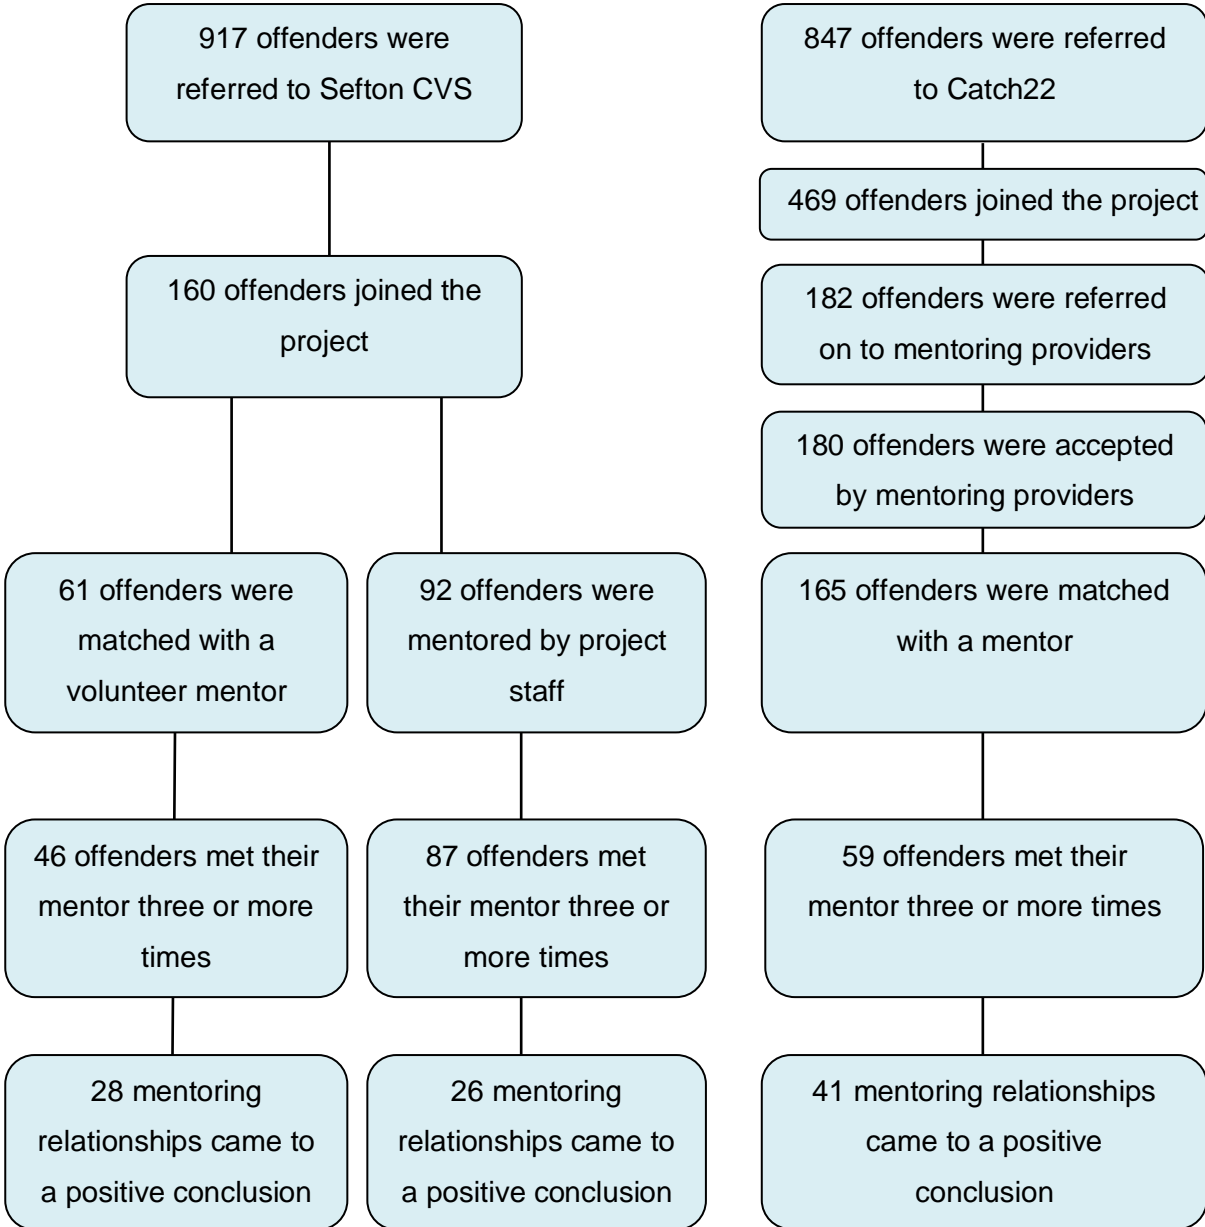 917 offenders were
referred to Sefton CVS
160 offenders joined the
project
61 offenders were
matched with a
volunteer mentor
92 offenders were
mentored by project
staff
46 offenders met their
mentor three or more
times
87 offenders met
their mentor three or
more times
28 mentoring
relationships came to
a positive conclusion
26 mentoring
relationships came to
a positive conclusion
847 offenders were referred
to Catch22
469 offenders joined the project
182 offenders were referred
on to mentoring providers
180 offenders were accepted
by mentoring providers
165 offenders were matched
with a mentor
59 offenders met their
mentor three or more times
41 mentoring relationships
came to a positive
conclusion